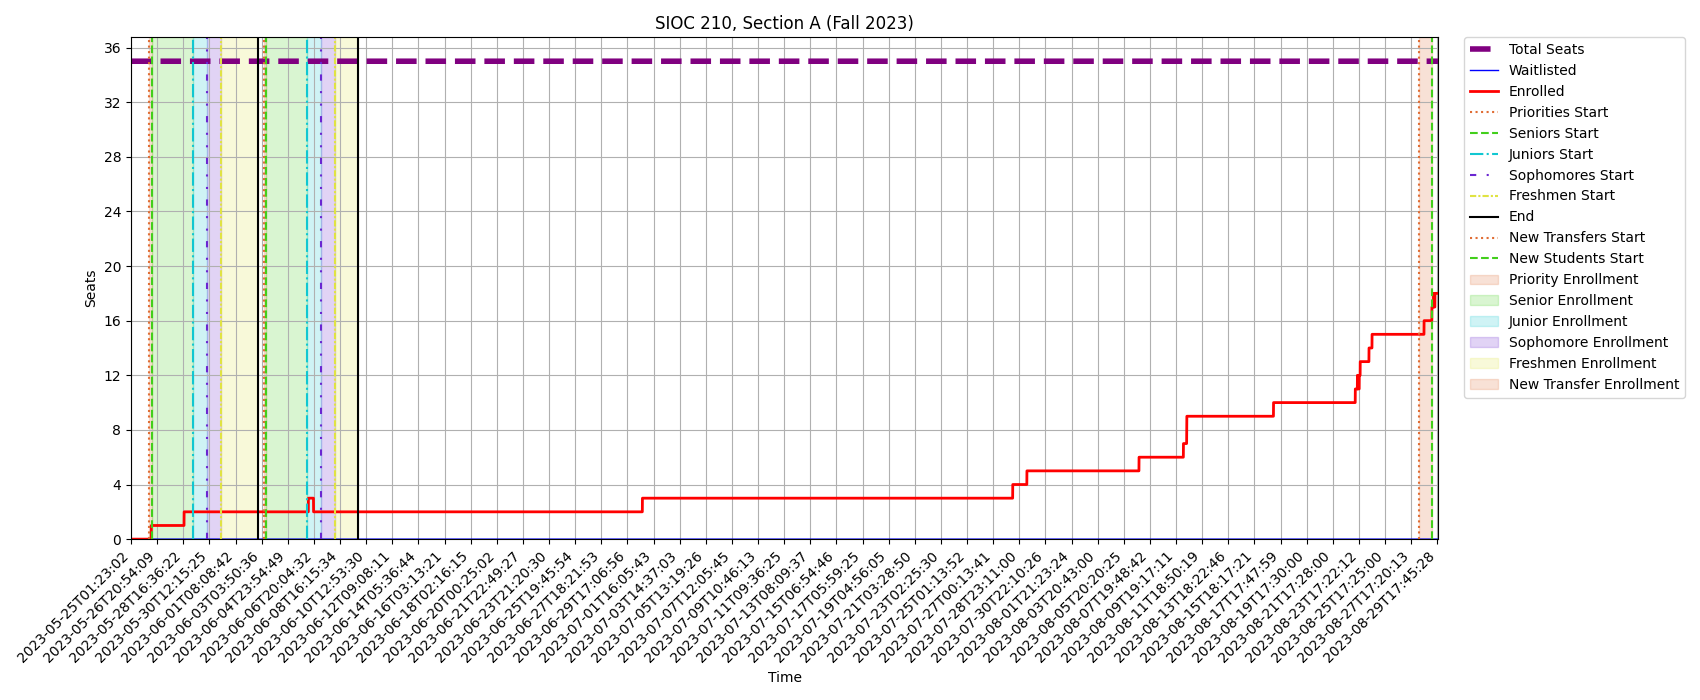 SIOC 210, Section A (Fall 2023)
Seats
36
32
28
24
20
16
12
8
4
0
2023-05-25T01:23:02
2023-05-26T20:54:09
2023-05-28T16:36:22
2023-05-30T12:15:25
2023-06-01T08:08:42
2023-06-03T03:50:36
2023-06-04T23:54:49
2023-06-06T20:04:32
2023-06-08T16:15:34
2023-06-10T12:53:30
2023-06-12T09:08:11
2023-06-14T05:36:44
2023-06-16T03:13:21
2023-06-18T02:16:15
2023-06-20T00:25:02
2023-06-21T22:49:27
2023-06-23T21:20:30
2023-06-25T19:45:54
2023-06-27T18:21:53
2023-06-29T17:06:56
2023-07-01T16:05:43
2023-07-03T14:37:03
2023-07-05T13:19:26
2023-07-07T12:05:45
2023-07-09T10:46:13
2023-07-11T09:36:25
2023-07-13T08:09:37
2023-07-15T06:54:46
2023-07-17T05:59:25
2023-07-19T04:56:05
2023-07-21T03:28:50
2023-07-23T02:25:30
2023-07-25T01:13:52
2023-07-27T00:13:41
2023-07-28T23:11:00
2023-07-30T22:10:26
2023-08-01T21:23:24
2023-08-03T20:43:00
2023-08-05T20:20:25
2023-08-07T19:48:42
2023-08-09T19:17:11
2023-08-11T18:50:19
2023-08-13T18:22:46
2023-08-15T18:17:21
2023-08-17T17:47:59
2023-08-19T17:30:00
2023-08-21T17:28:00
2023-08-23T17:22:12
2023-08-25T17:25:00
2023-08-27T17:20:13
2023-08-29T17:45:28
Time
Total Seats
Waitlisted
Enrolled
Priorities Start
Seniors Start
Juniors Start
Sophomores Start
Freshmen Start
End
New Transfers Start
New Students Start
Priority Enrollment
Senior Enrollment
Junior Enrollment
Sophomore Enrollment
Freshmen Enrollment
New Transfer Enrollment